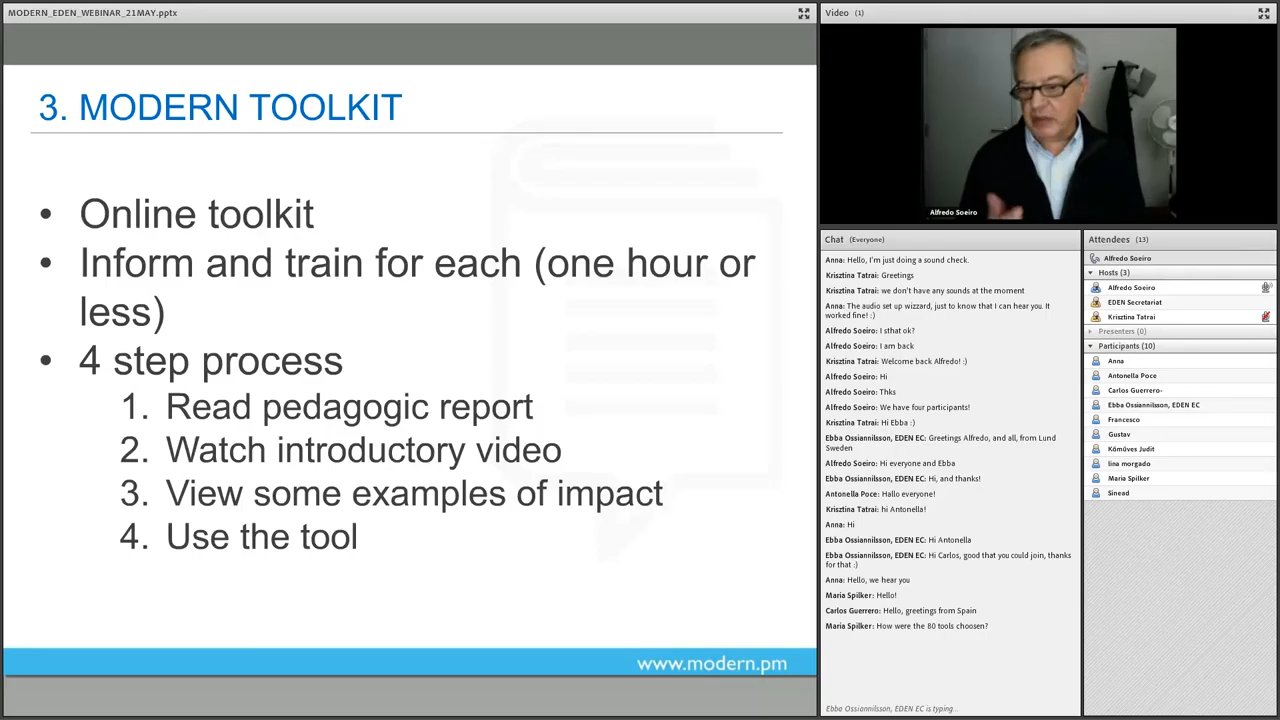 MODERN_EDEN_WEBINAR_21MAY.pptx
3. MODERN TOOLKIT
• Online toolkit
• Inform and train for each (one hour or
less)
• 4 step process
1. Read pedagogic report
2. Watch introductory video
3. View some examples of impact
4. Use the tool
www.modern.pm
Video (1)
Alfredo Soeiro
Chat (Everyone)
Anna: Hello, I'm just doing a sound check.
Krisztina Tatrai: Greetings
Krisztina Tatrai: we don't have any sounds at the moment
Anna: The audio set up wizzard, just to know that I can hear you. It
worked fine! :)
Alfredo Soeiro: I sthat ok?
Alfredo Soeiro: I am back
Krisztina Tatrai: Welcome back Alfredo! :)
Alfredo Soeiro: Hi
Alfredo Soeiro: Thks
Alfredo Soeiro: We have four participants!
Krisztina Tatrai: Hi Ebba :)
Ebba Ossiannilsson, EDEN EC: Greetings Alfredo, and all, from Lund
Sweden
Alfredo Soeiro: Hi everyone and Ebba
Ebba Ossiannilsson, EDEN EC: Hi, and thanks!
Antonella Poce: Hallo everyone!
Krisztina Tatrai: hi Antonella!
Anna: Hi
Ebba Ossiannilsson, EDEN EC: Hi Antonella
Ebba Ossiannilsson, EDEN EC: Hi Carlos, good that you could join, thanks
for that :)
Anna: Hello, we hear you
Maria Spilker: Hello!
Carlos Guerrero: Hello, greetings from Spain
Maria Spilker: How were the 80 tools choosen?
Ebba Ossiannilsson, EDEN EC is typing...
Attendees (13)
Alfredo Soeiro
Hosts (3)
Alfredo Soeiro
EDEN Secretariat
Krisztina Tatrai
Presenters (0)
Participants (10)
Anna
Antonella Poce
Carlos Guerrero-
Ebba Ossiannilsson, EDEN EC
Francesco
Gustav
Kőműves Judit
lina morgado
Maria Spilker
Sinead